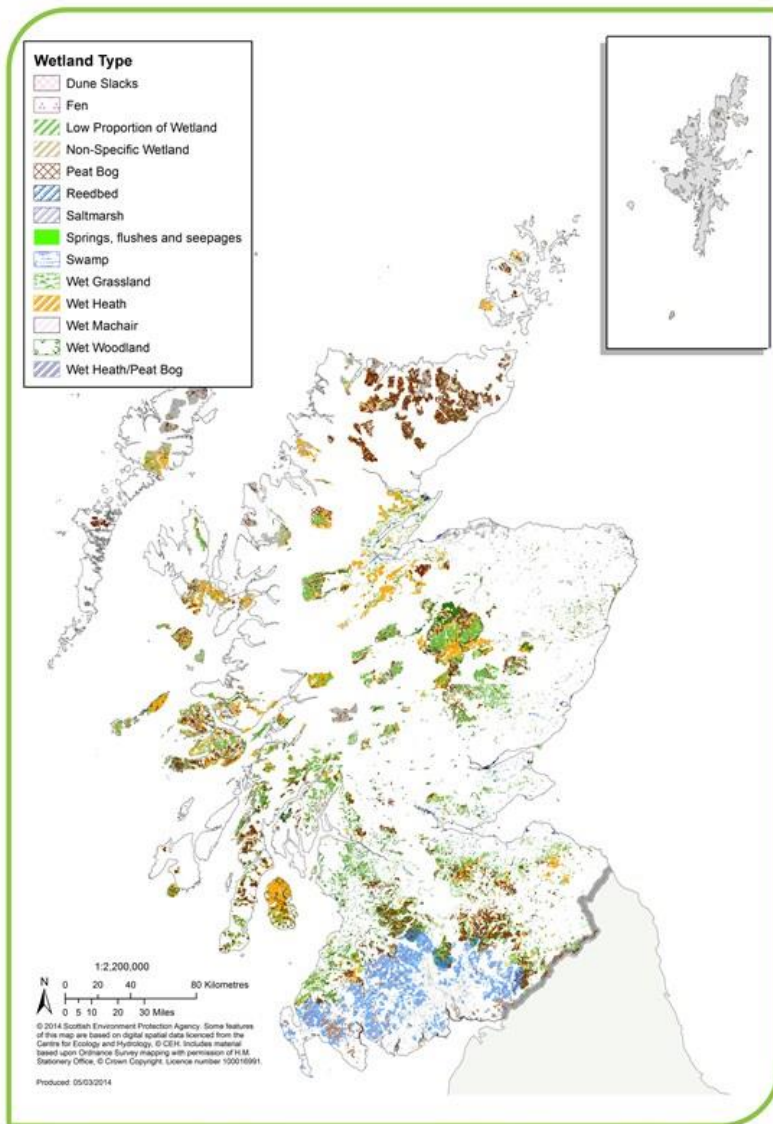 Wetland Type
Dune Slacks
Fen
Low Proportion of Wetland
Non-Specific Wetland
Peat Bog
Reedbed
Saltmarsh
Springs, flushes and seepages
Swamp
Wet Grassland
Wet Heath
Wet Machair
Wet Woodland
Wet Heath/Peat Bog
1:2,200,000
N
0 20 40 80 Kilometres
0 5 10 20 30 Miles
© 2014 Scottish Environment Protection Agency. Some features
of this map are based on digital spatial data licenced from the
Centre for Ecology and Hydrology, © CEH. Includes material
based upon Ordnance Survey mapping with permission of H.M.
Stationery Office, © Crown Copyright. Licence number 100016991.
Produced: 05/03/2014